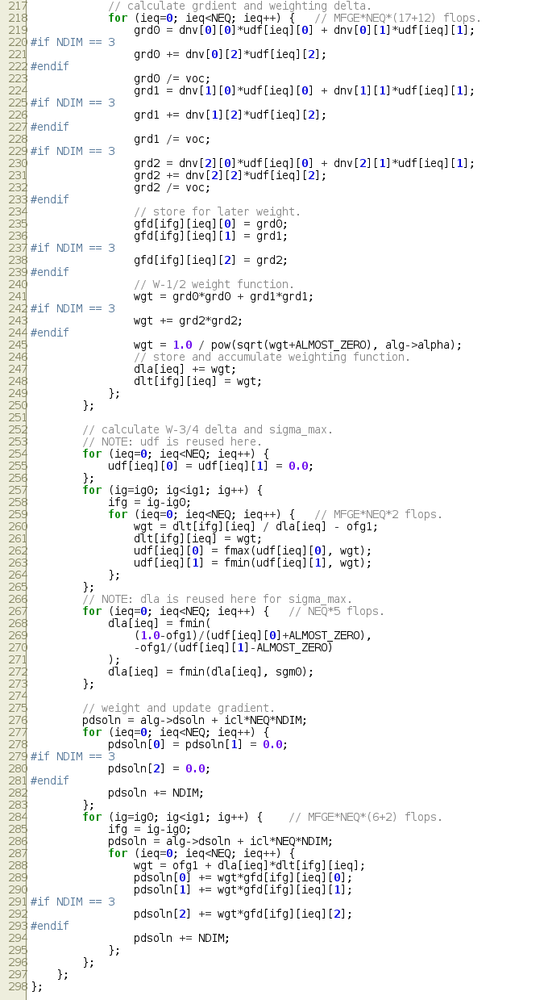 217             // calculate grdient and weighting delta.
218             for (ieq=0; ieq<NEQ; ieq++) {   // MFGE*NEQ*(17+12) flops.
219                 grd0 = dnv[0][0]*udf[ieq][0] + dnv[0][1]*udf[ieq][1];
220 #if NDIM == 3
221                 grd0 += dnv[0][2]*udf[ieq][2];
222 #endif
223                 grd0 /= voc;
224                 grd1 = dnv[1][0]*udf[ieq][0] + dnv[1][1]*udf[ieq][1];
225 #if NDIM == 3
226                 grd1 += dnv[1][2]*udf[ieq][2];
227 #endif
228                 grd1 /= voc;
229 #if NDIM == 3
230                 grd2 = dnv[2][0]*udf[ieq][0] + dnv[2][1]*udf[ieq][1];
231                 grd2 += dnv[2][2]*udf[ieq][2];
232                 grd2 /= voc;
233 #endif
234                 // store for later weight.
235                 gfd[ifg][ieq][0] = grd0;
236                 gfd[ifg][ieq][1] = grd1;
237 #if NDIM == 3
238                 gfd[ifg][ieq][2] = grd2;
239 #endif
240                 // W-1/2 weight function.
241                 wgt = grd0*grd0 + grd1*grd1;
242 #if NDIM == 3
243                 wgt += grd2*grd2;
244 #endif
245                 wgt = 1.0 / pow(sqrt(wgt+ALMOST_ZERO), alg->alpha);
246                 // store and accumulate weighting function.
247                 dla[ieq] += wgt;
248                 dlt[ifg][ieq] = wgt;
249             };
250         };
251
252         // calculate W-3/4 delta and sigma_max.
253         // NOTE: udf is reused here.
254         for (ieq=0; ieq<NEQ; ieq++) {
255             udf[ieq][0] = udf[ieq][1] = 0.0;
256         };
257         for (ig=ig0; ig<ig1; ig++) {
258             ifg = ig-ig0;
259             for (ieq=0; ieq<NEQ; ieq++) {   // MFGE*NEQ*2 flops.
260                 wgt = dlt[ifg][ieq] / dla[ieq] - ofg1;
261                 dlt[ifg][ieq] = wgt;
262                 udf[ieq][0] = fmax(udf[ieq][0], wgt);
263                 udf[ieq][1] = fmin(udf[ieq][1], wgt);
264             };
265         };
266         // NOTE: dla is reused here for sigma_max.
267         for (ieq=0; ieq<NEQ; ieq++) {   // NEQ*5 flops.
268             dla[ieq] = fmin(
269                 (1.0-ofg1)/(udf[ieq][0]+ALMOST_ZERO),
270                 -ofg1/(udf[ieq][1]-ALMOST_ZERO)
271             );
272             dla[ieq] = fmin(dla[ieq], sgm0);
273         };
274
275         // weight and update gradient.
276         pdsoln = alg->dsoln + icl*NEQ*NDIM;
277         for (ieq=0; ieq<NEQ; ieq++) {
278             pdsoln[0] = pdsoln[1] = 0.0;
279 #if NDIM == 3
280             pdsoln[2] = 0.0;
281 #endif
282             pdsoln += NDIM;
283         };
284         for (ig=ig0; ig<ig1; ig++) {    // MFGE*NEQ*(6+2) flops.
285             ifg = ig-ig0;
286             pdsoln = alg->dsoln + icl*NEQ*NDIM;
287             for (ieq=0; ieq<NEQ; ieq++) {
288                 wgt = ofg1 + dla[ieq]*dlt[ifg][ieq];
289                 pdsoln[0] += wgt*gfd[ifg][ieq][0];
290                 pdsoln[1] += wgt*gfd[ifg][ieq][1];
291 #if NDIM == 3
292                 pdsoln[2] += wgt*gfd[ifg][ieq][2];
293 #endif
294                 pdsoln += NDIM;
295             };
296         };
297     };
298 };